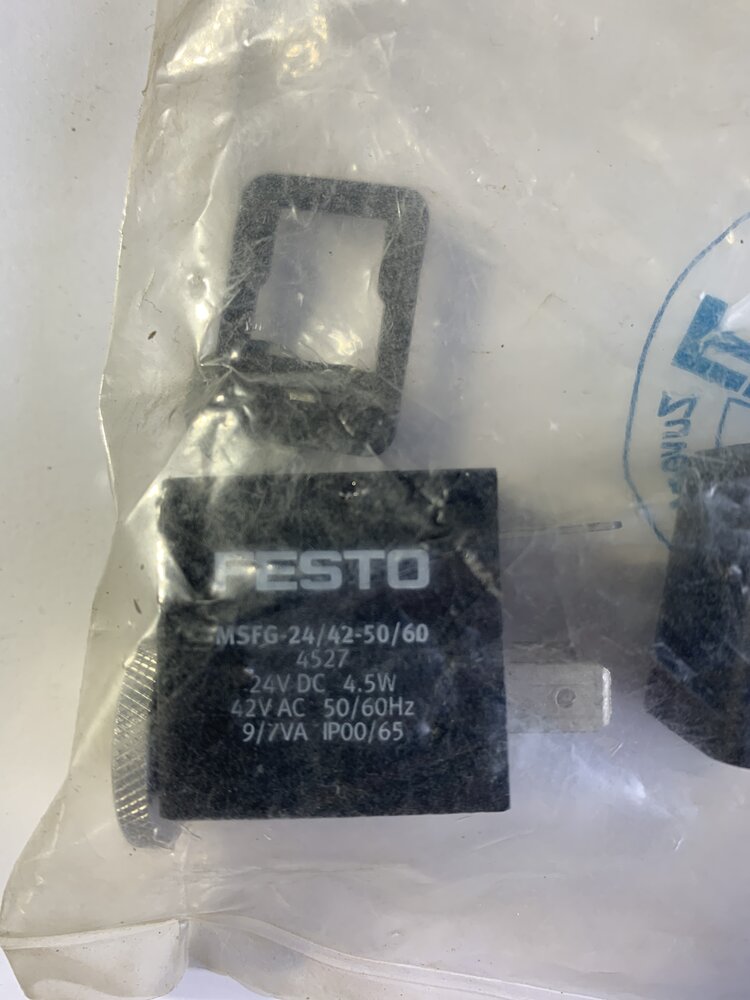 FESTO
MSFG-24/42-50/60
4527
24V DC 4.5W
42V AC 50/60Hz
9/7VA IP00/65